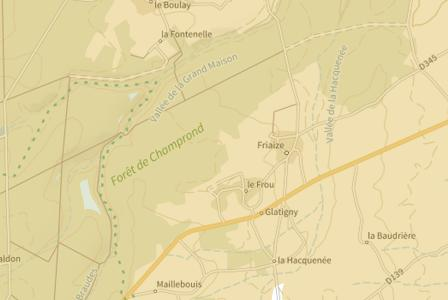 le Boulay
la Fontenelle
Vallée de la Grand Maison
Vallée de la Hacquenée
D345
Forêt de Champrond
Friaize
le Frou
Glatigny
la Baudrière
aldon
la Hacquenée
D139
Braudes
Maillebouis